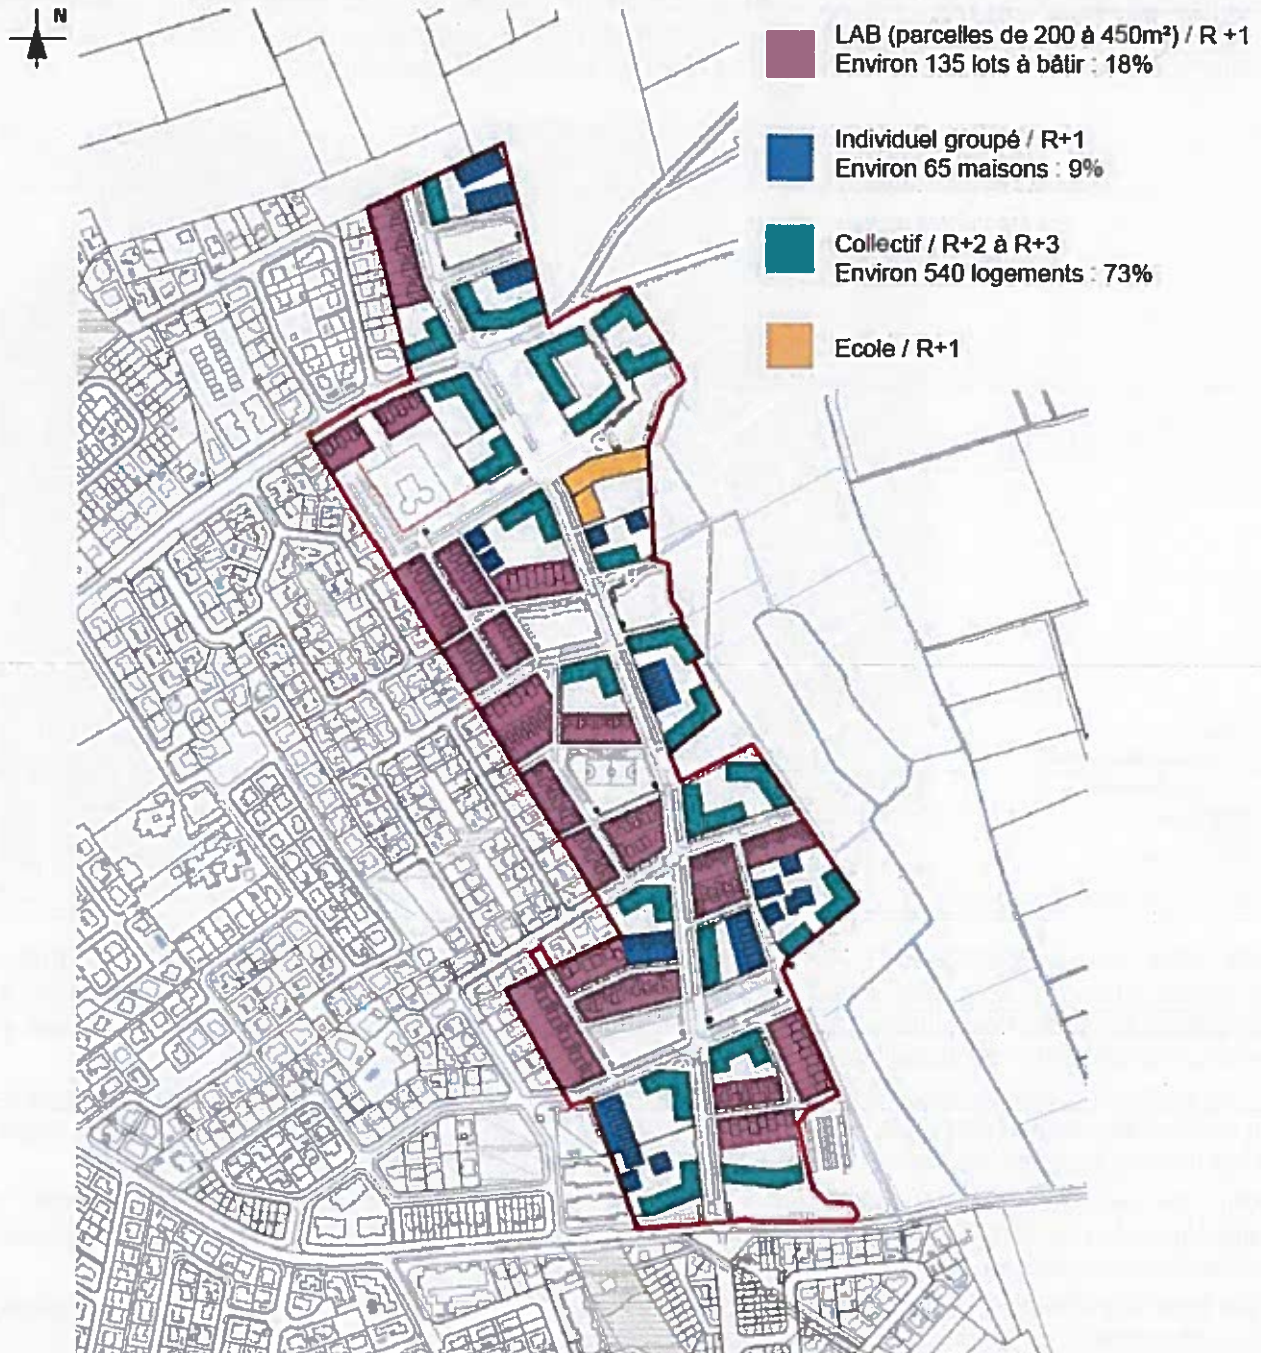 N
LAB (parcelles de 200 à 450m²) / R +1
Environ 135 lots à bâtir : 18%
Individuel groupé / R+1
Environ 65 maisons : 9%
Collectif / R+2 à R+3
Environ 540 logements : 73%
Ecole / R+1